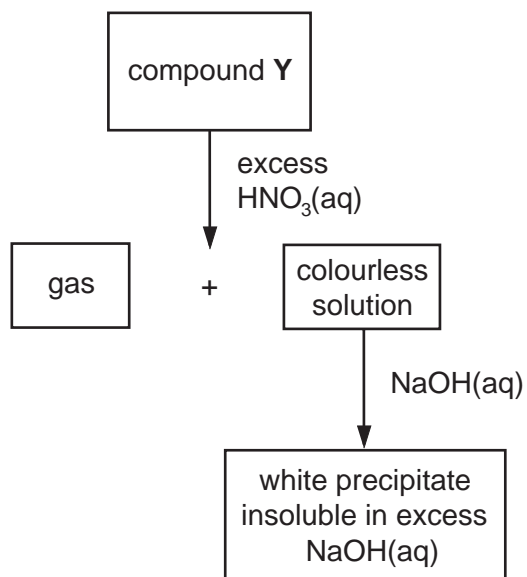 compound Y
excess
HNO₃(aq)
gas
+
colourless
solution
NaOH(aq)
white precipitate
insoluble in excess
NaOH(aq)